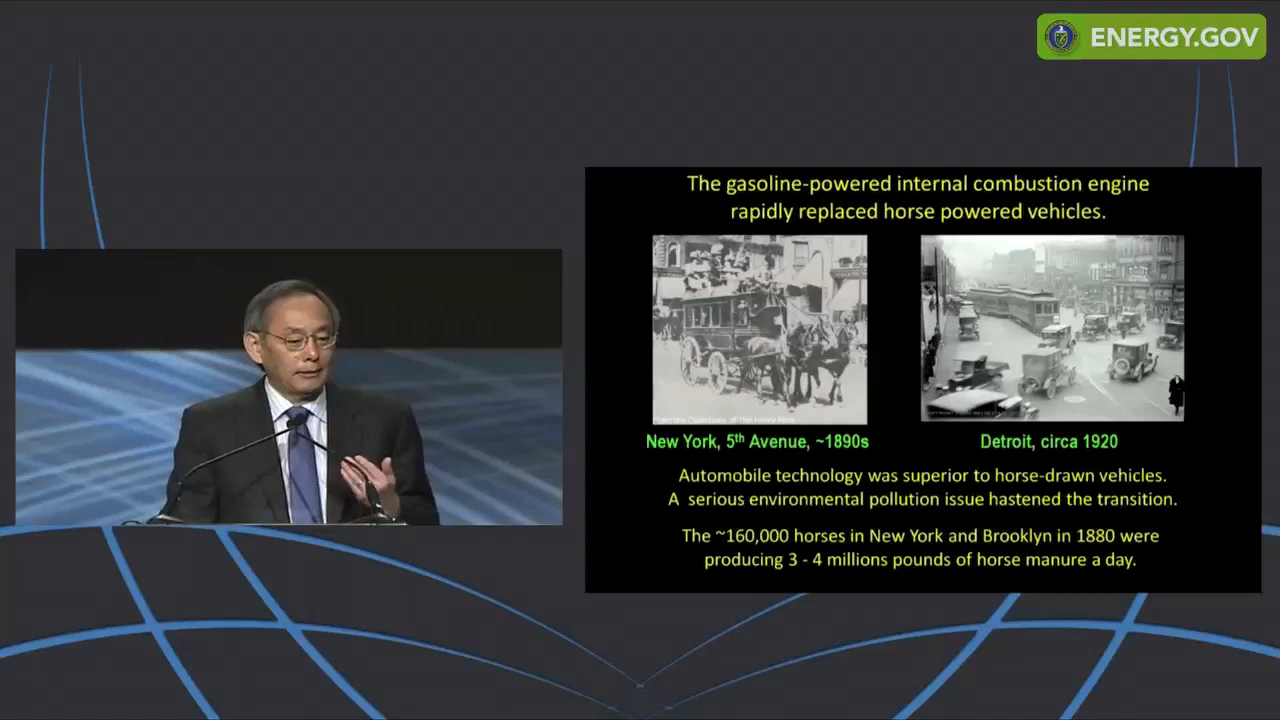 ENERGY.GOV
The gasoline-powered internal combustion engine
rapidly replaced horse powered vehicles.
New York, 5th Avenue, ~1890s
Detroit, circa 1920
Automobile technology was superior to horse-drawn vehicles.
A serious environmental pollution issue hastened the transition.
The ~160,000 horses in New York and Brooklyn in 1880 were
producing 3 - 4 millions pounds of horse manure a day.